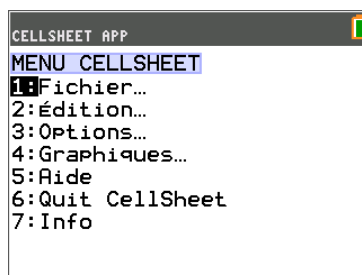 CELLSHEET APP
MENU CELLSHEET
1:Fichier…
2:Édition…
3:Options…
4:Graphiques…
5:Aide
6:Quit CellSheet
7:Info